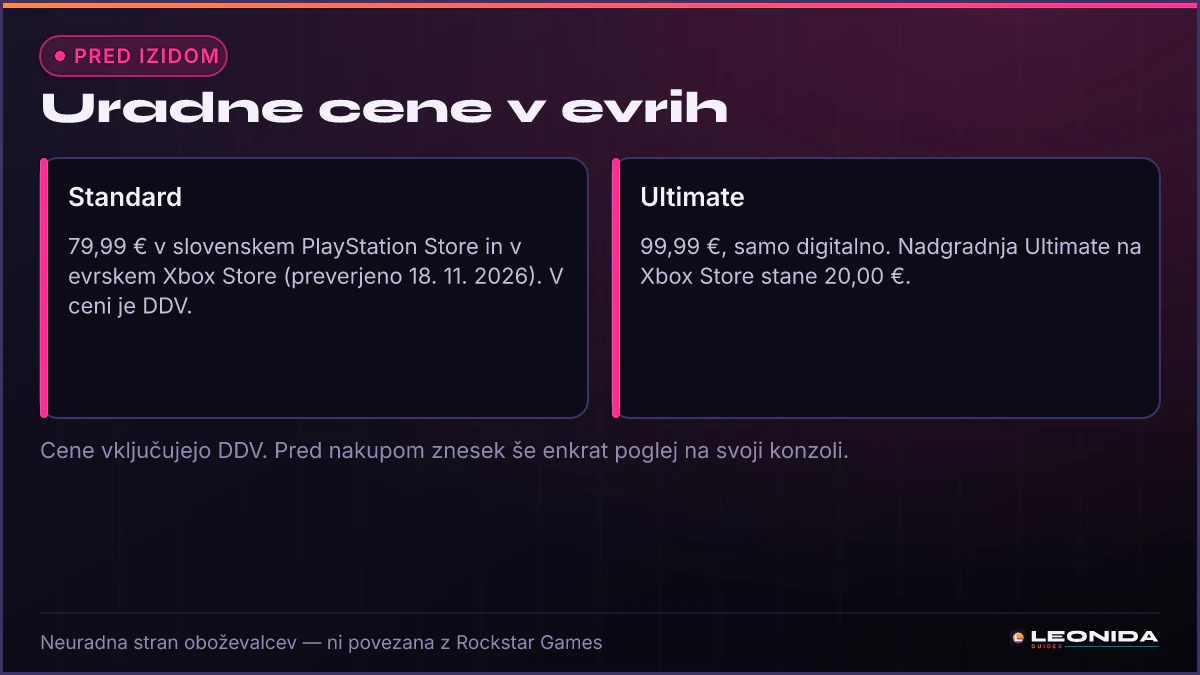 PRED IZIDOM
Uradne cene v evrih
Standard
79,99 € v slovenskem PlayStation Store in v
evrskem Xbox Store (preverjeno 18. 11. 2026). V
ceni je DDV.
Ultimate
99,99 €, samo digitalno. Nadgradnja Ultimate na
Xbox Store stane 20,00 €.
Cene vključujejo DDV. Pred nakupom znesek še enkrat poglej na svoji konzoli.
Neuradna stran oboževalcev — ni povezana z Rockstar Games
LEONIDA
GUIDES